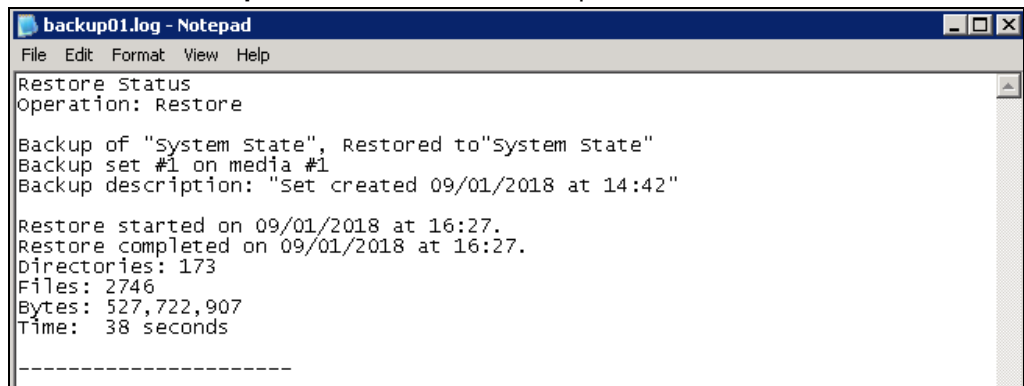 backup01.log - Notepad
File Edit Format View Help
Restore Status
Operation: Restore
Backup of "System State", Restored to"System State"
Backup set #1 on media #1
Backup description: "Set created 09/01/2018 at 14:42"
Restore started on 09/01/2018 at 16:27.
Restore completed on 09/01/2018 at 16:27.
Directories: 173
Files: 2746
Bytes: 527,722,907
Time:  38 seconds
----------------------